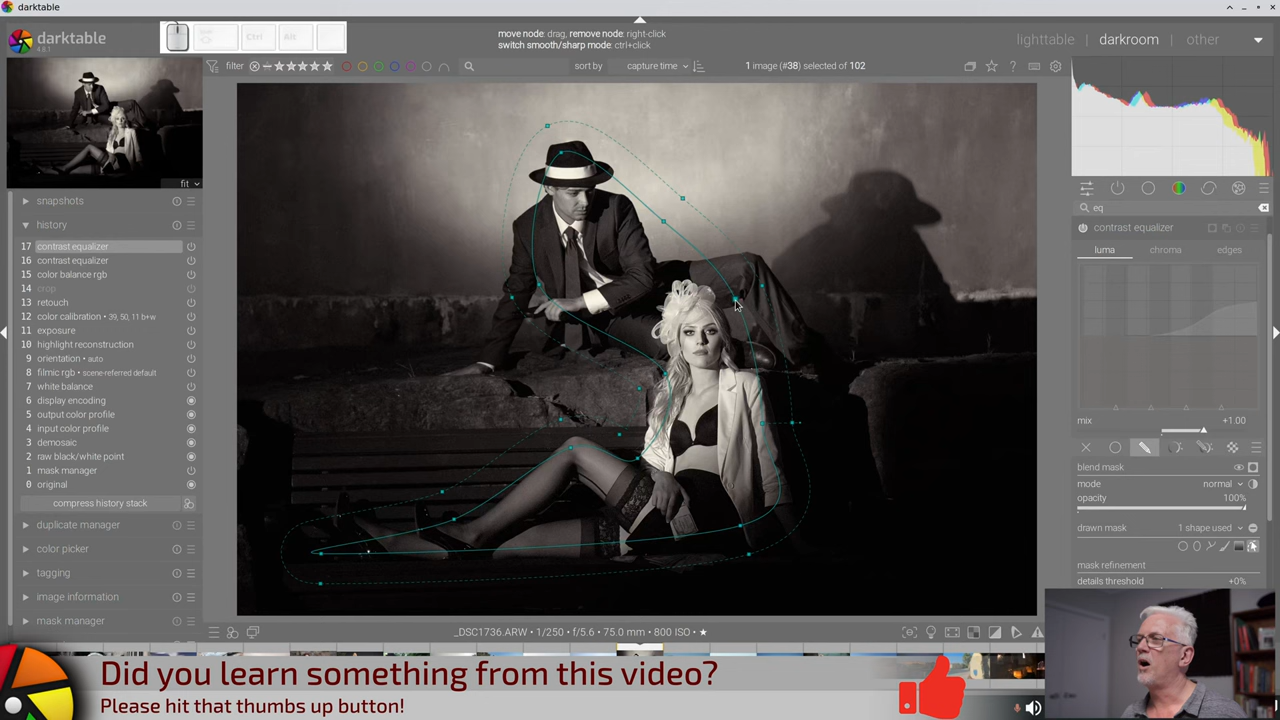 darktable
darktable
4.8.1
Ctrl
Alt
move node: drag, remove node: right-click
switch smooth/sharp mode: ctrl+click
lighttable | darkroom | other
filter
sort by capture time
1 image (#38) selected of 102
fit
snapshots
history
17 contrast equalizer
16 contrast equalizer
15 color balance rgb
14 crop
13 retouch
12 color calibration • 39, 50, 11 b+w
11 exposure
10 highlight reconstruction
9 orientation • auto
8 filmic rgb • scene-referred default
7 white balance
6 display encoding
5 output color profile
4 input color profile
3 demosaic
2 raw black/white point
1 mask manager
0 original
compress history stack
duplicate manager
color picker
tagging
image information
mask manager
eq
contrast equalizer
luma chroma edges
mix +1.00
blend mask
mode normal
opacity 100%
drawn mask 1 shape used
mask refinement
details threshold +0%
_DSC1736.ARW • 1/250 • f/5.6 • 75.0 mm • 800 ISO • ★
Did you learn something from this video?
Please hit that thumbs up button!